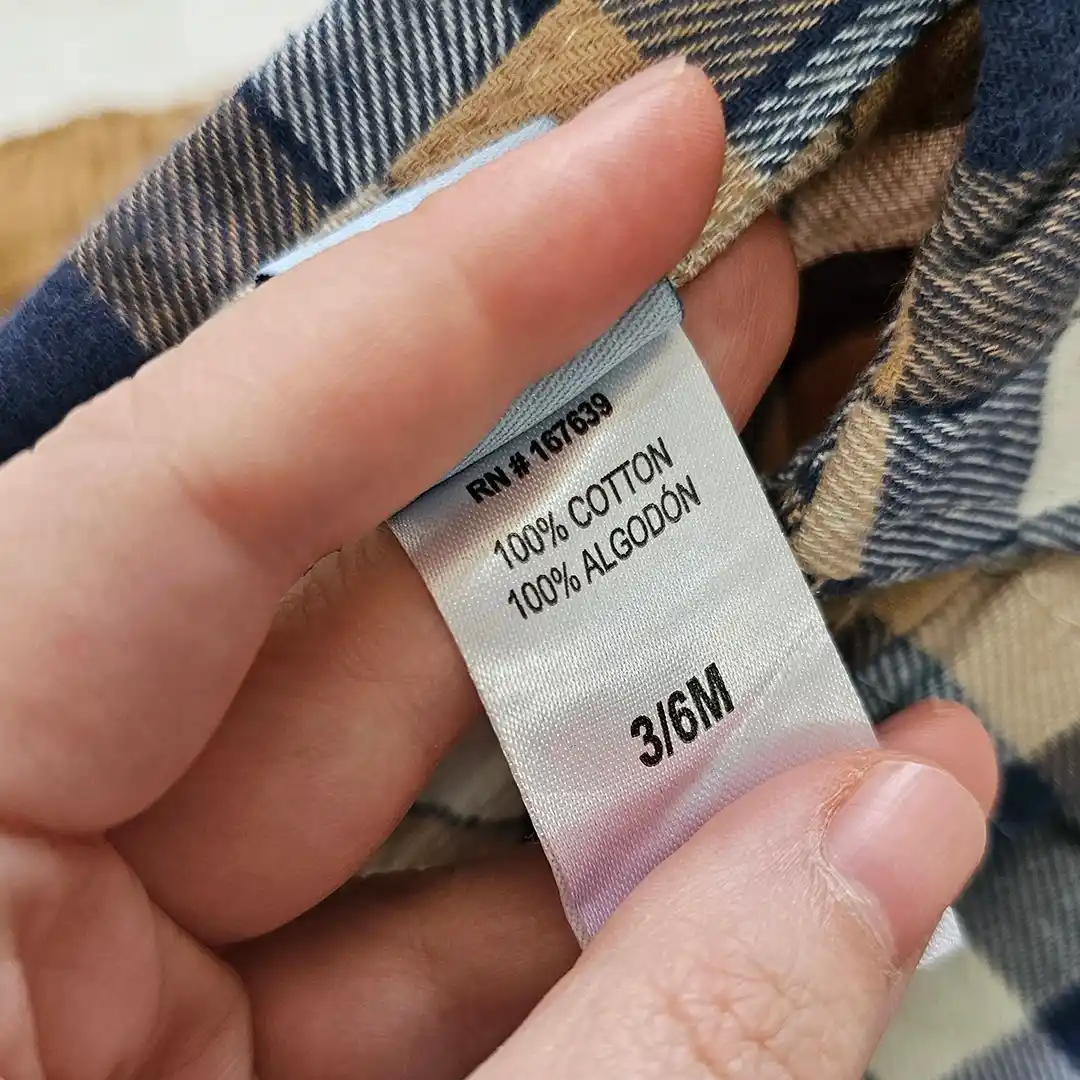 RN # 167639
100% COTTON
100% ALGODÓN
3/6M